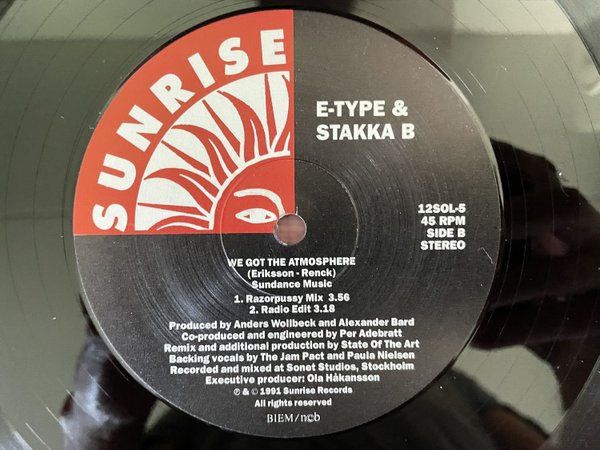 SUNRISE
E-TYPE &
STAKKA B
12SOL-5
45 RPM
SIDE B
STEREO
WE GOT THE ATMOSPHERE
(Eriksson - Renck)
Sundance Music
1. Razorpussy Mix 3.56
2. Radio Edit 3.18
Produced by Anders Wollbeck and Alexander Bard
Co-produced and engineered by Per Adebratt
Remix and additional production by State Of The Art
Backing vocals by The Jam Pact and Paula Nielsen
Recorded and mixed at Sonet Studios, Stockholm
Executive producer: Ola Håkansson
℗ & © 1991 Sunrise Records
All rights reserved
BIEM/ncb